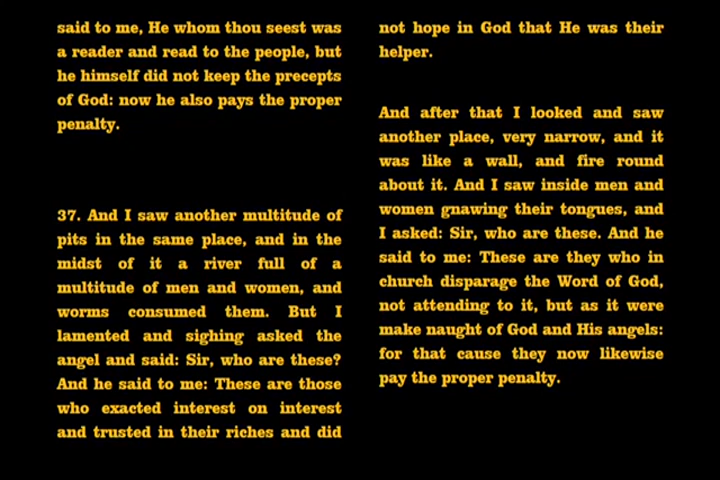 said to me, He whom thou seest was
a reader and read to the people, but
he himself did not keep the precepts
of God: now he also pays the proper
penalty.
37. And I saw another multitude of
pits in the same place, and in the
midst of it a river full of a
multitude of men and women, and
worms consumed them. But I
lamented and sighing asked the
angel and said: Sir, who are these?
And he said to me: These are those
who exacted interest on interest
and trusted in their riches and did
not hope in God that He was their
helper.
And after that I looked and saw
another place, very narrow, and it
was like a wall, and fire round
about it. And I saw inside men and
women gnawing their tongues, and
I asked: Sir, who are these. And he
said to me: These are they who in
church disparage the Word of God,
not attending to it, but as it were
make naught of God and His angels:
for that cause they now likewise
pay the proper penalty.